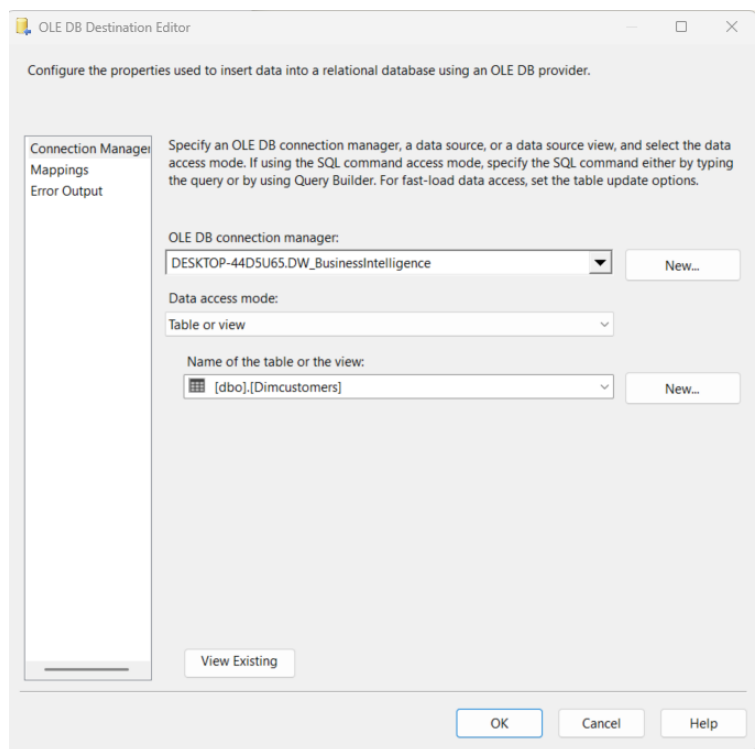 OLE DB Destination Editor
Configure the properties used to insert data into a relational database using an OLE DB provider.
Connection Manager
Mappings
Error Output
Specify an OLE DB connection manager, a data source, or a data source view, and select the data
access mode. If using the SQL command access mode, specify the SQL command either by typing
the query or by using Query Builder. For fast-load data access, set the table update options.
OLE DB connection manager:
DESKTOP-44D5U65.DW_BusinessIntelligence
New...
Data access mode:
Table or view
Name of the table or the view:
[dbo].[Dimcustomers]
New...
View Existing
OK
Cancel
Help